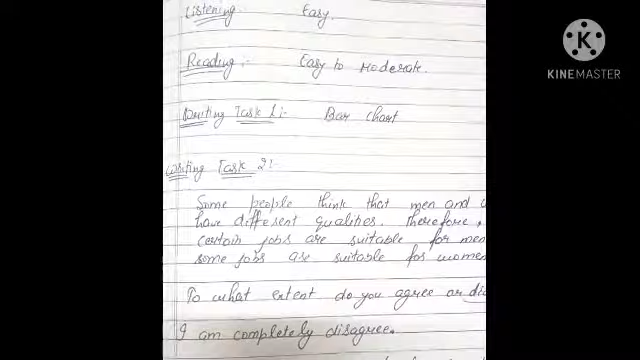 Listening Easy.
Reading :- Easy to Moderate.
Writing Task 1:- Bar Chart
Writing Task 2:-
Some people think that men and
have different qualities. Therefore,
certain jobs are suitable for men
some jobs are suitable for women
To what extent do you agree or
I am completely disagree.
KINEMASTER